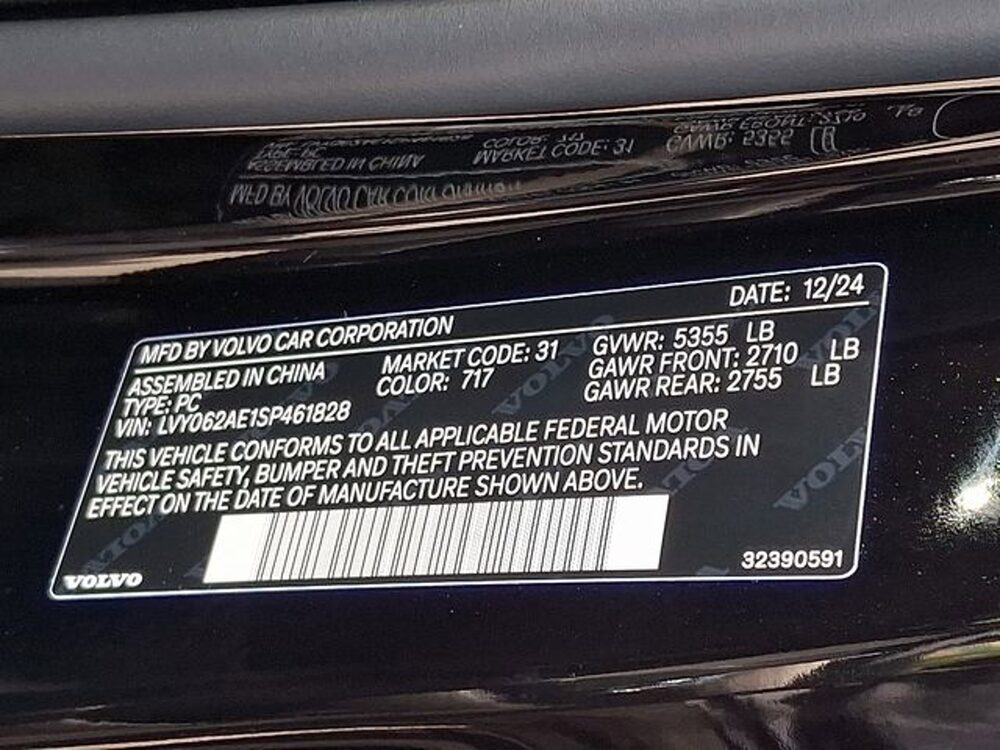 DATE: 12/24
MFD BY VOLVO CAR CORPORATION
ASSEMBLED IN CHINA MARKET CODE: 31 GVWR: 5355 LB
TYPE: PC COLOR: 717 GAWR FRONT: 2710 LB
VIN: LVY062AE1SP461828 GAWR REAR: 2755 LB
THIS VEHICLE CONFORMS TO ALL APPLICABLE FEDERAL MOTOR
VEHICLE SAFETY, BUMPER AND THEFT PREVENTION STANDARDS IN
EFFECT ON THE DATE OF MANUFACTURE SHOWN ABOVE.
VOLVO
32390591